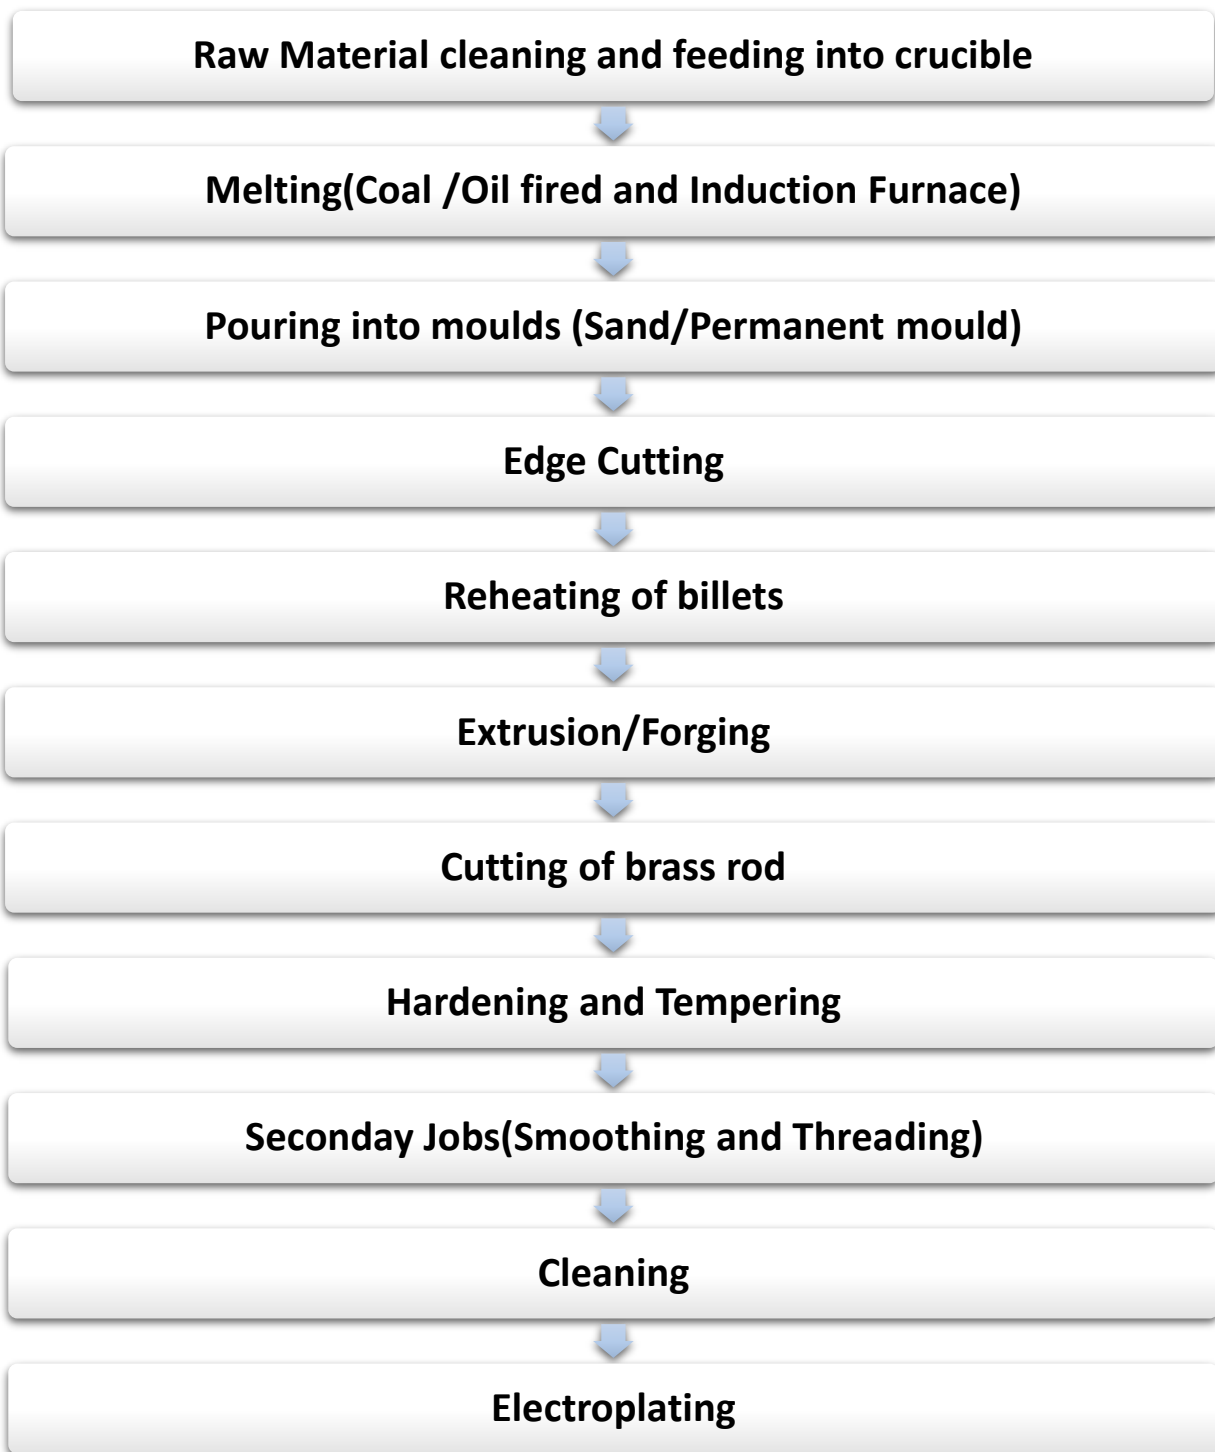 Raw Material cleaning and feeding into crucible
Melting(Coal /Oil fired and Induction Furnace)
Pouring into moulds (Sand/Permanent mould)
Edge Cutting
Reheating of billets
Extrusion/Forging
Cutting of brass rod
Hardening and Tempering
Seconday Jobs(Smoothing and Threading)
Cleaning
Electroplating